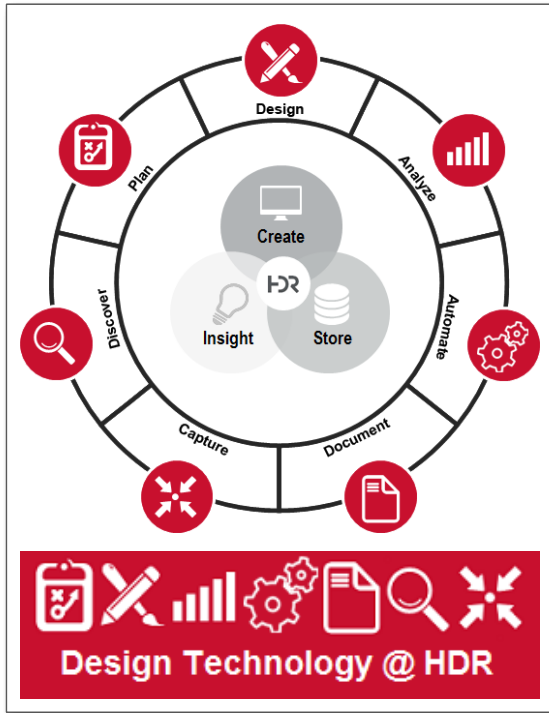 Design
Plan
Analyze
Create
HDR
Insight
Store
Discover
Automate
Capture
Document
Design Technology @ HDR